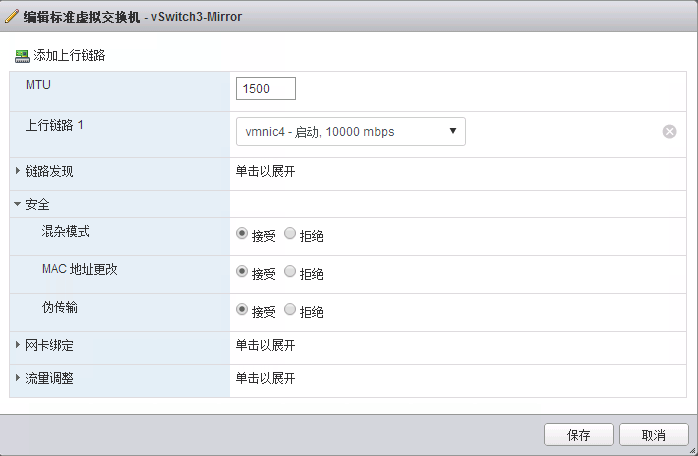 编辑标准虚拟交换机 - vSwitch3-Mirror
添加上行链路
MTU 1500
上行链路 1 vmnic4 - 启动, 10000 mbps
链路发现 单击以展开
安全
混杂模式 接受 拒绝
MAC 地址更改 接受 拒绝
伪传输 接受 拒绝
网卡绑定 单击以展开
流量调整 单击以展开
保存 取消